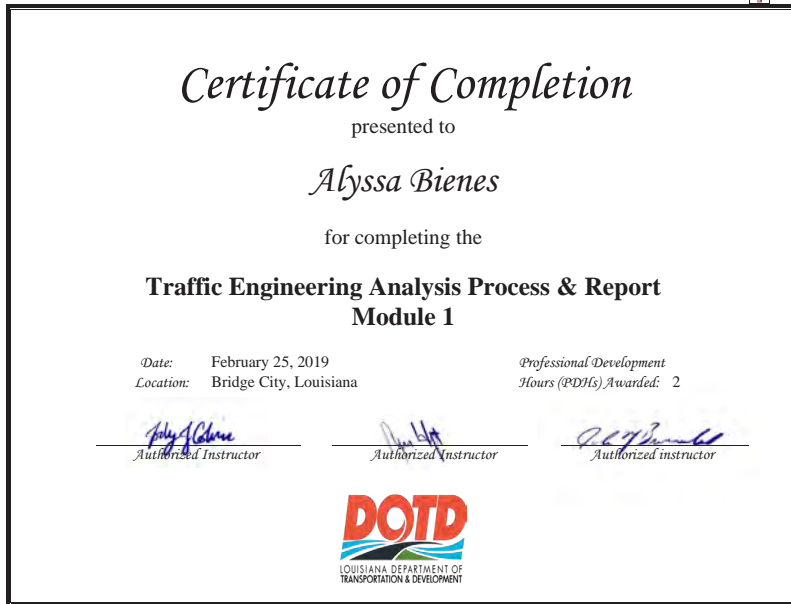 Certificate of Completion
presented to
Alyssa Bienes
for completing the
Traffic Engineering Analysis Process & Report
Module 1
Date: February 25, 2019
Location: Bridge City, Louisiana
Professional Development
Hours (PDHs) Awarded: 2
Authorized Instructor
Authorized Instructor
Authorized instructor
DOTD
LOUISIANA DEPARTMENT OF
TRANSPORTATION & DEVELOPMENT